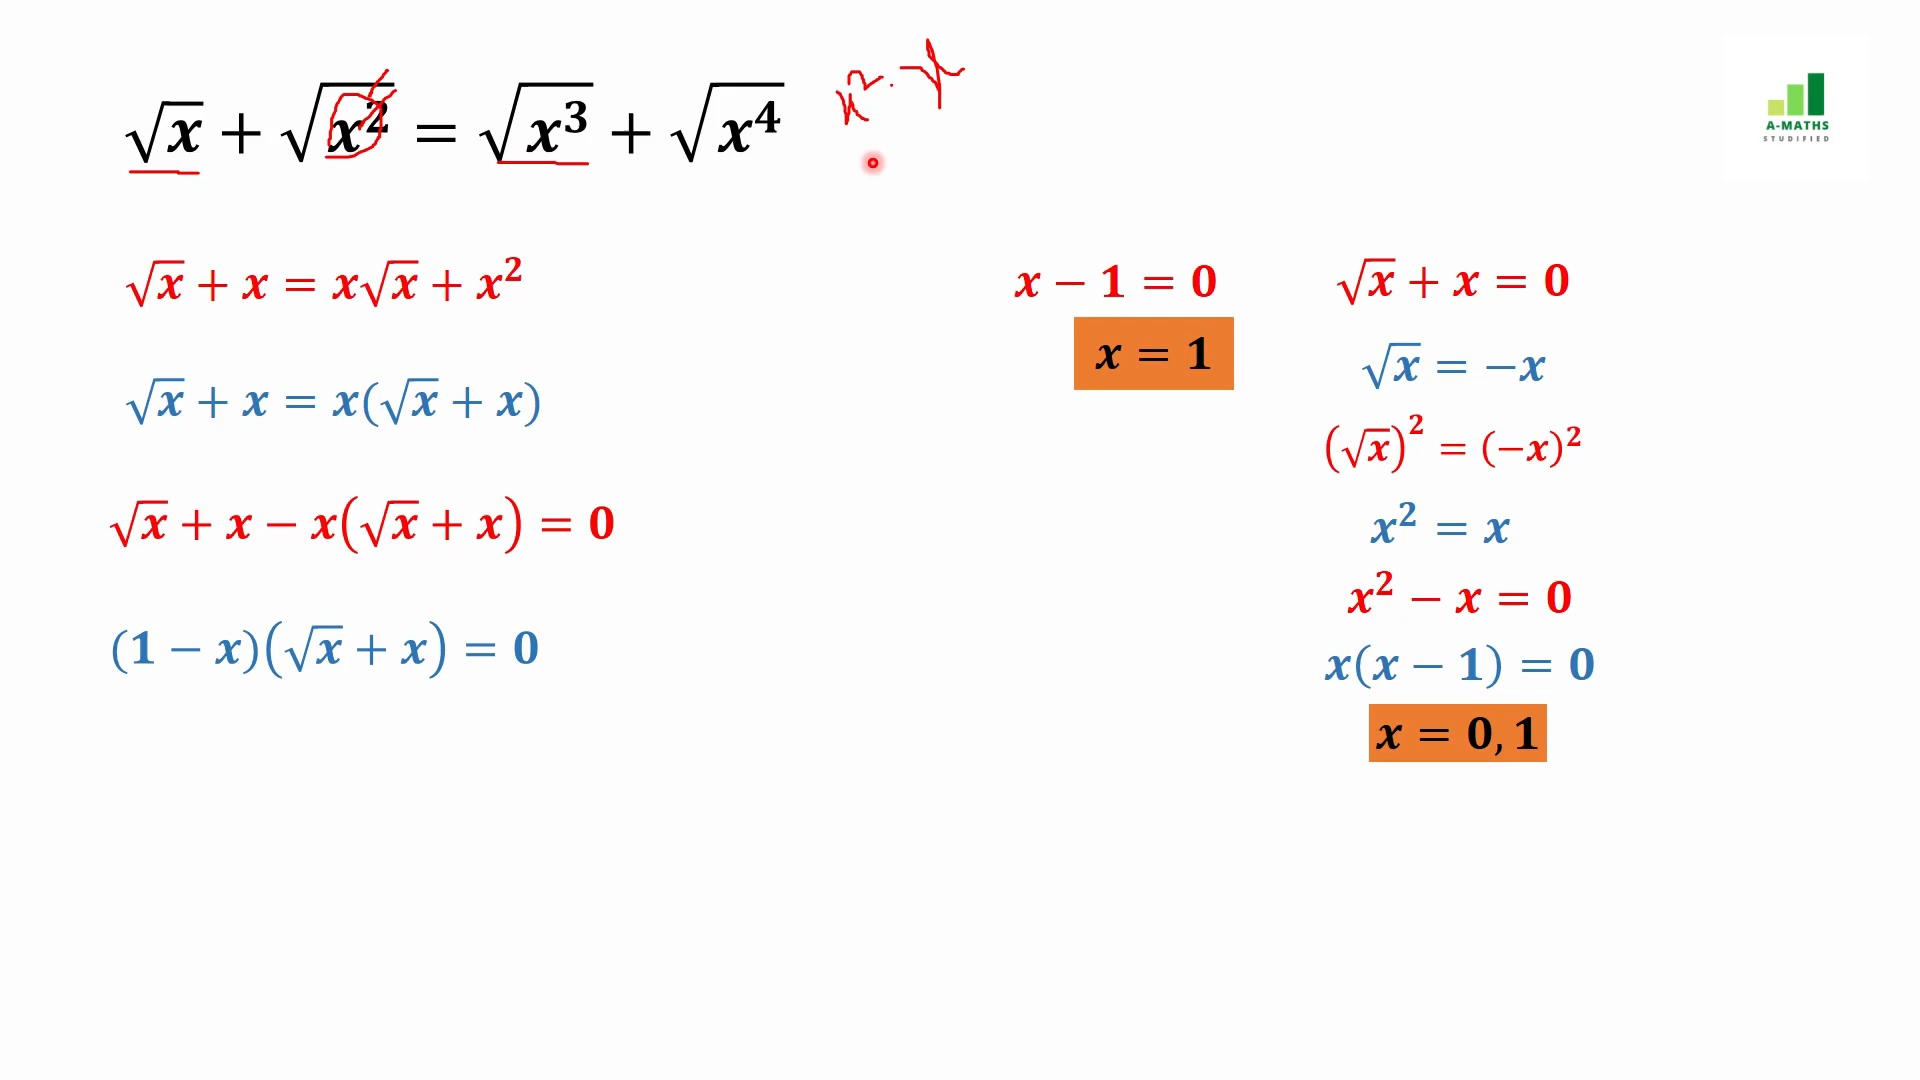 √x + √x² = √x³ + √x⁴
x² · x
A-MATHS
STUDIFIED
√x + x = x√x + x²
√x + x = x(√x + x)
√x + x − x(√x + x) = 0
(1 − x)(√x + x) = 0
x − 1 = 0
x = 1
√x + x = 0
√x = −x
(√x)² = (−x)²
x² = x
x² − x = 0
x(x − 1) = 0
x = 0, 1